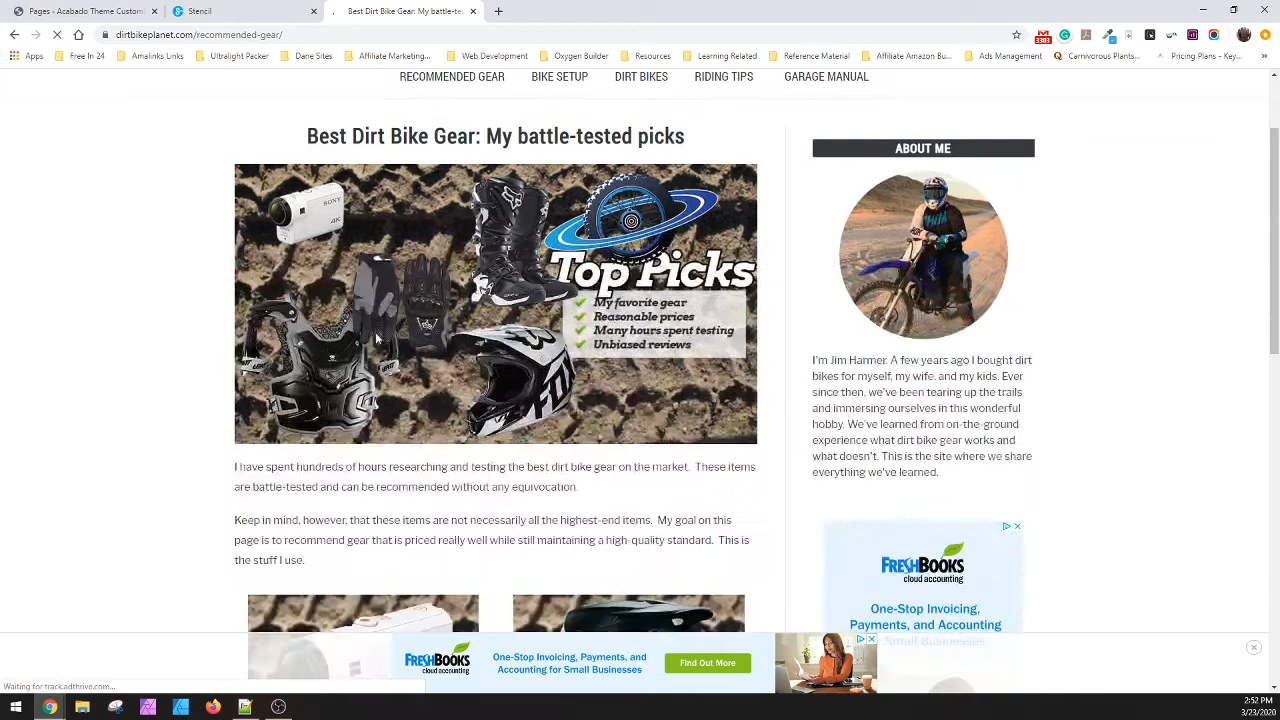 Pages ‹ Acabado Theme Customi
Stencil
Best Dirt Bike Gear: My battle-tes
dirtbikeplanet.com/recommended-gear/
3303
Apps
Free In 24
Amalinks Links
Ultralight Packer
Dane Sites
Affiliate Marketing...
Web Development
Oxygen Builder
Resources
Learning Related
Reference Material
Affiliate Amazon Bu...
Ads Management
Carnivorous Plants...
Pricing Plans - Key...
RECOMMENDED GEAR
BIKE SETUP
DIRT BIKES
RIDING TIPS
GARAGE MANUAL
Best Dirt Bike Gear: My battle-tested picks
SONY
4K
Top Picks
My favorite gear
Reasonable prices
Many hours spent testing
Unbiased reviews
FOX
I have spent hundreds of hours researching and testing the best dirt bike gear on the market. These items
are battle-tested and can be recommended without any equivocation.
Keep in mind, however, that these items are not necessarily all the highest-end items. My goal on this
page is to recommend gear that is priced really well while still maintaining a high-quality standard. This is
the stuff I use.
ABOUT ME
I'm Jim Harmer. A few years ago I bought dirt
bikes for myself, my wife, and my kids. Ever
since then, we've been tearing up the trails
and immersing ourselves in this wonderful
hobby. We've learned from on-the-ground
experience what dirt bike gear works and
what doesn't. This is the site where we share
everything we've learned.
FRESHBOOKS
cloud accounting
One-Stop Invoicing,
Payments, and Accounting
for Small Businesses
FRESHBOOKS
cloud accounting
One-Stop Invoicing, Payments, and
Accounting for Small Businesses
Find Out More
Waiting for track.adthrive.com...
2:52 PM
3/23/2020